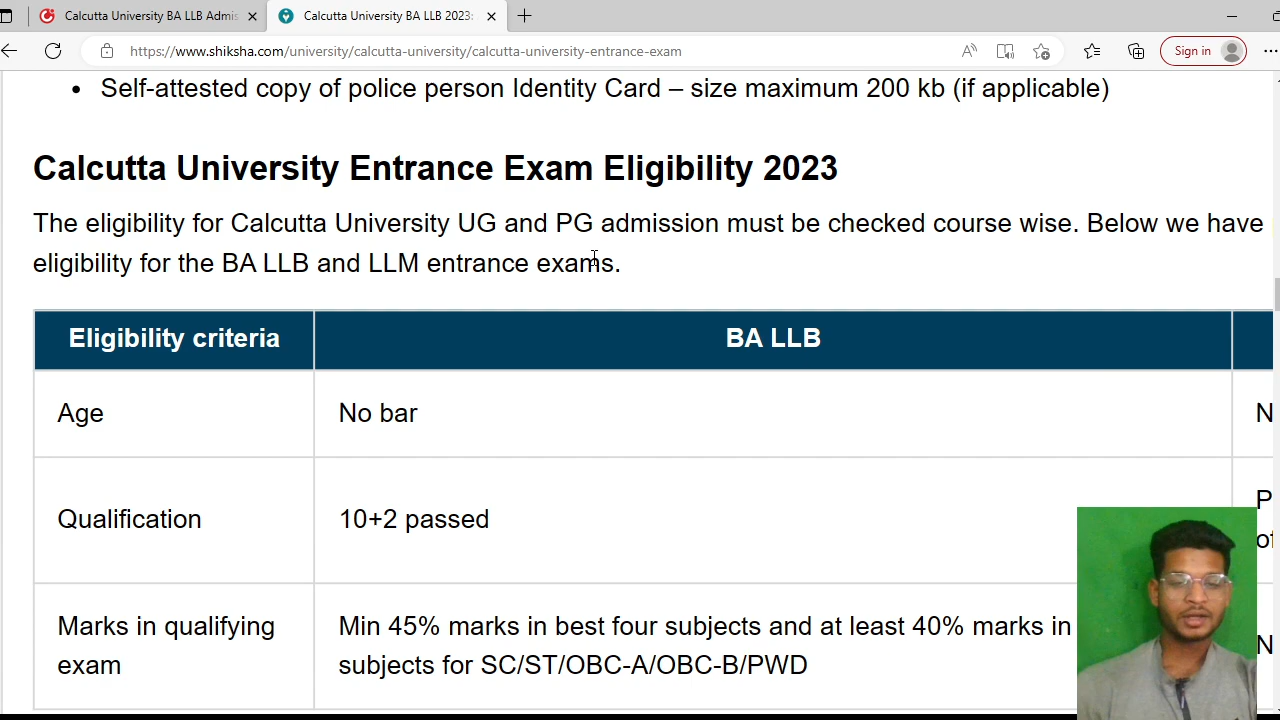 Calcutta University BA LLB Admis
Calcutta University BA LLB 2023:
https://www.shiksha.com/university/calcutta-university/calcutta-university-entrance-exam
Sign in
• Self-attested copy of police person Identity Card – size maximum 200 kb (if applicable)
Calcutta University Entrance Exam Eligibility 2023
The eligibility for Calcutta University UG and PG admission must be checked course wise. Below we have
eligibility for the BA LLB and LLM entrance exams.
Eligibility criteria BA LLB
Age No bar N
Qualification 10+2 passed P
of
Marks in qualifying
exam
Min 45% marks in best four subjects and at least 40% marks in
subjects for SC/ST/OBC-A/OBC-B/PWD
N